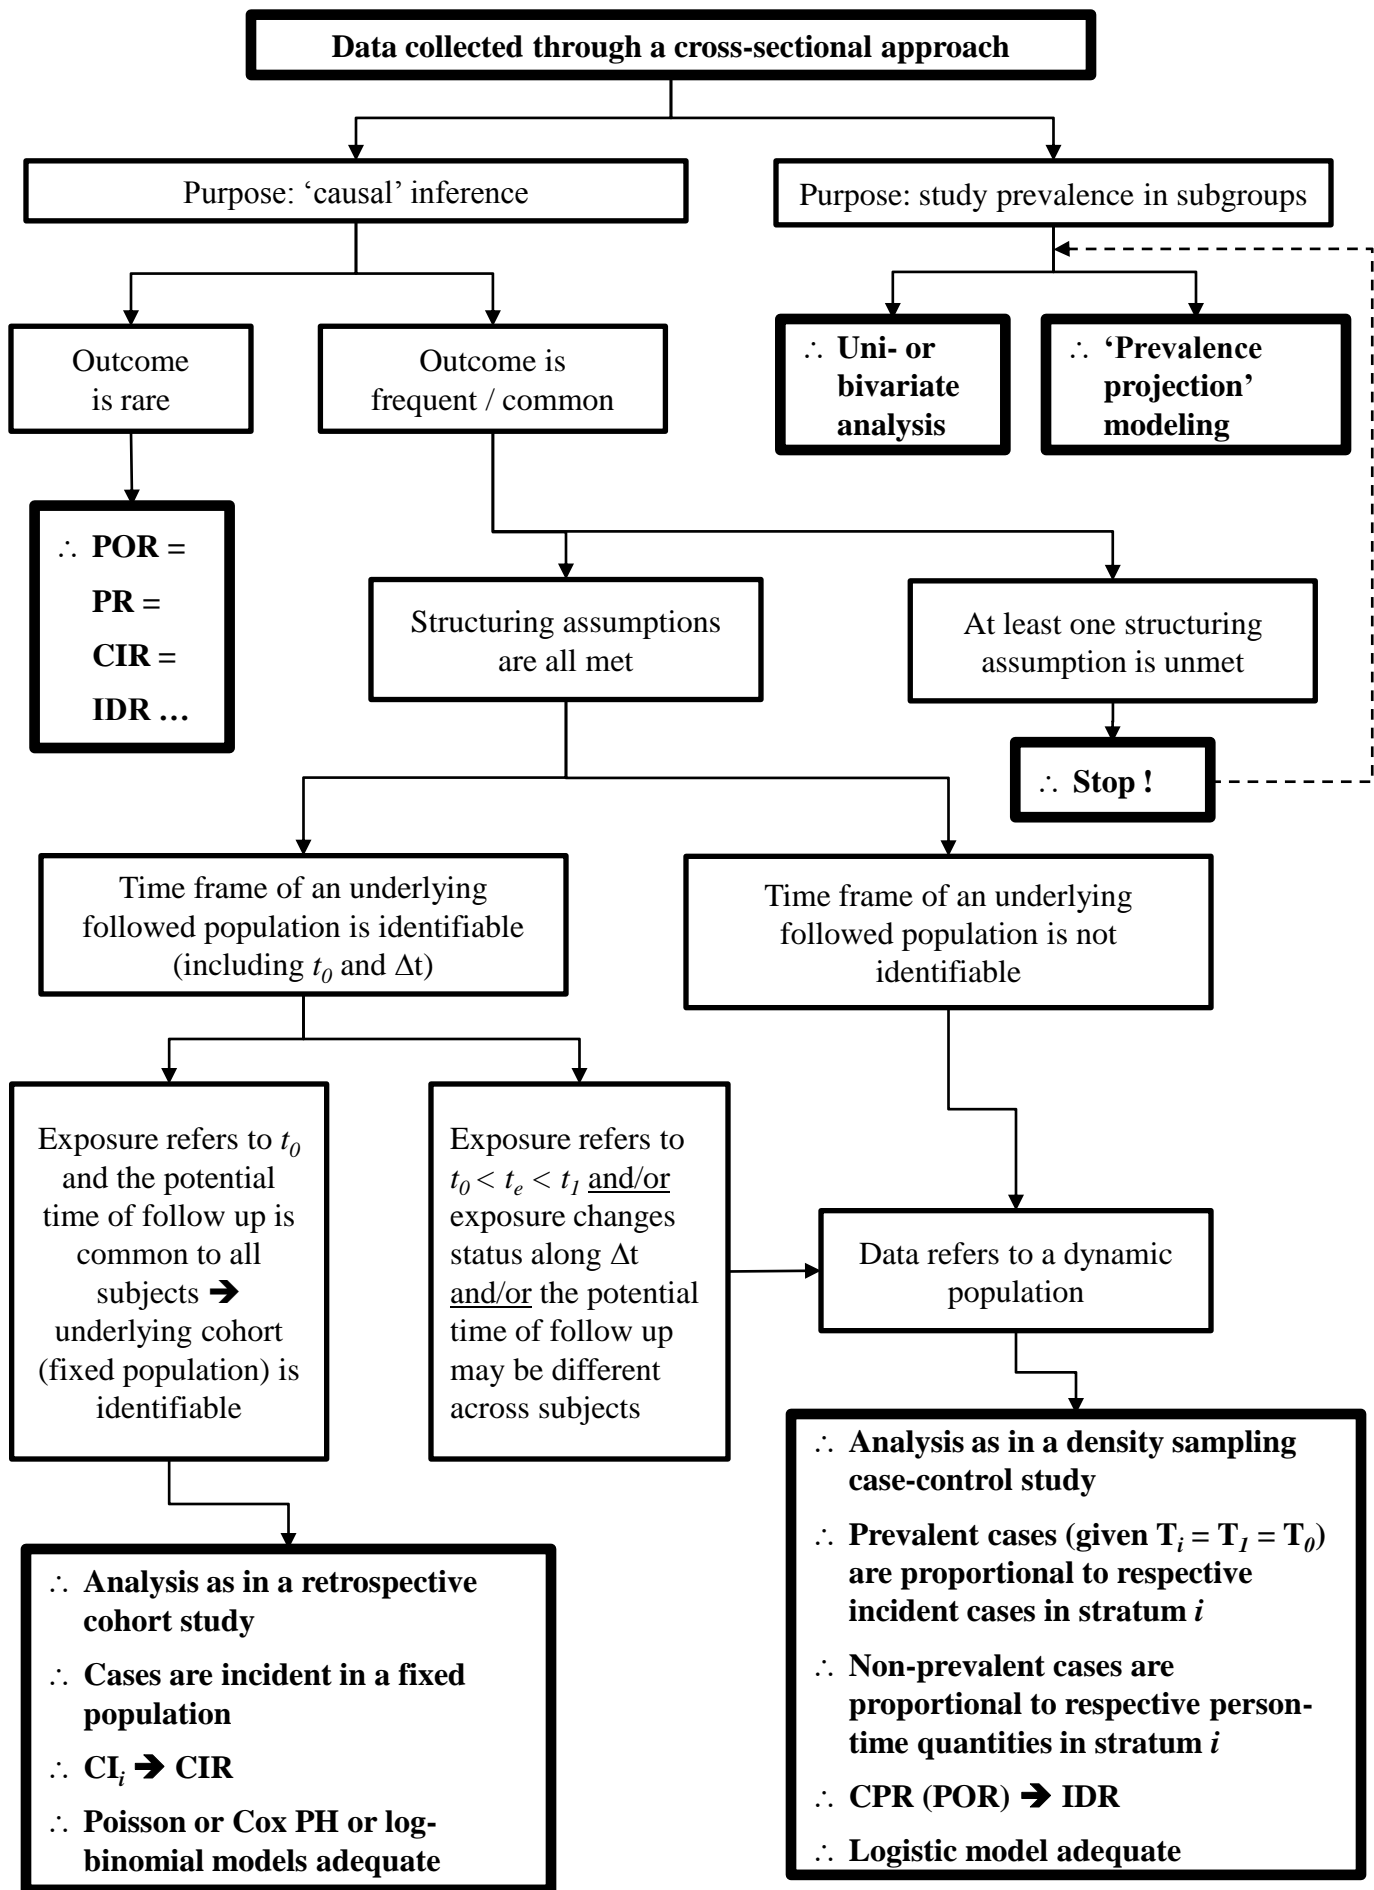 Data collected through a cross-sectional approach
Purpose: ‘causal’ inference
Purpose: study prevalence in subgroups
Outcome
is rare
Outcome is
frequent / common
∴ Uni- or
bivariate
analysis
∴ ‘Prevalence
projection’
modeling
∴ POR =
PR =
CIR =
IDR …
Structuring assumptions
are all met
At least one structuring
assumption is unmet
∴ Stop !
Time frame of an underlying
followed population is identifiable
(including t0 and Δt)
Time frame of an underlying
followed population is not
identifiable
Exposure refers to t0
and the potential
time of follow up is
common to all
subjects ➔
underlying cohort
(fixed population) is
identifiable
Exposure refers to
t0 < te < t1 and/or
exposure changes
status along Δt
and/or the potential
time of follow up
may be different
across subjects
Data refers to a dynamic
population
∴ Analysis as in a retrospective
cohort study
∴ Cases are incident in a fixed
population
∴ CIi ➔ CIR
∴ Poisson or Cox PH or log-
binomial models adequate
∴ Analysis as in a density sampling
case-control study
∴ Prevalent cases (given Ti = T1 = T0)
are proportional to respective
incident cases in stratum i
∴ Non-prevalent cases are
proportional to respective person-
time quantities in stratum i
∴ CPR (POR) ➔ IDR
∴ Logistic model adequate